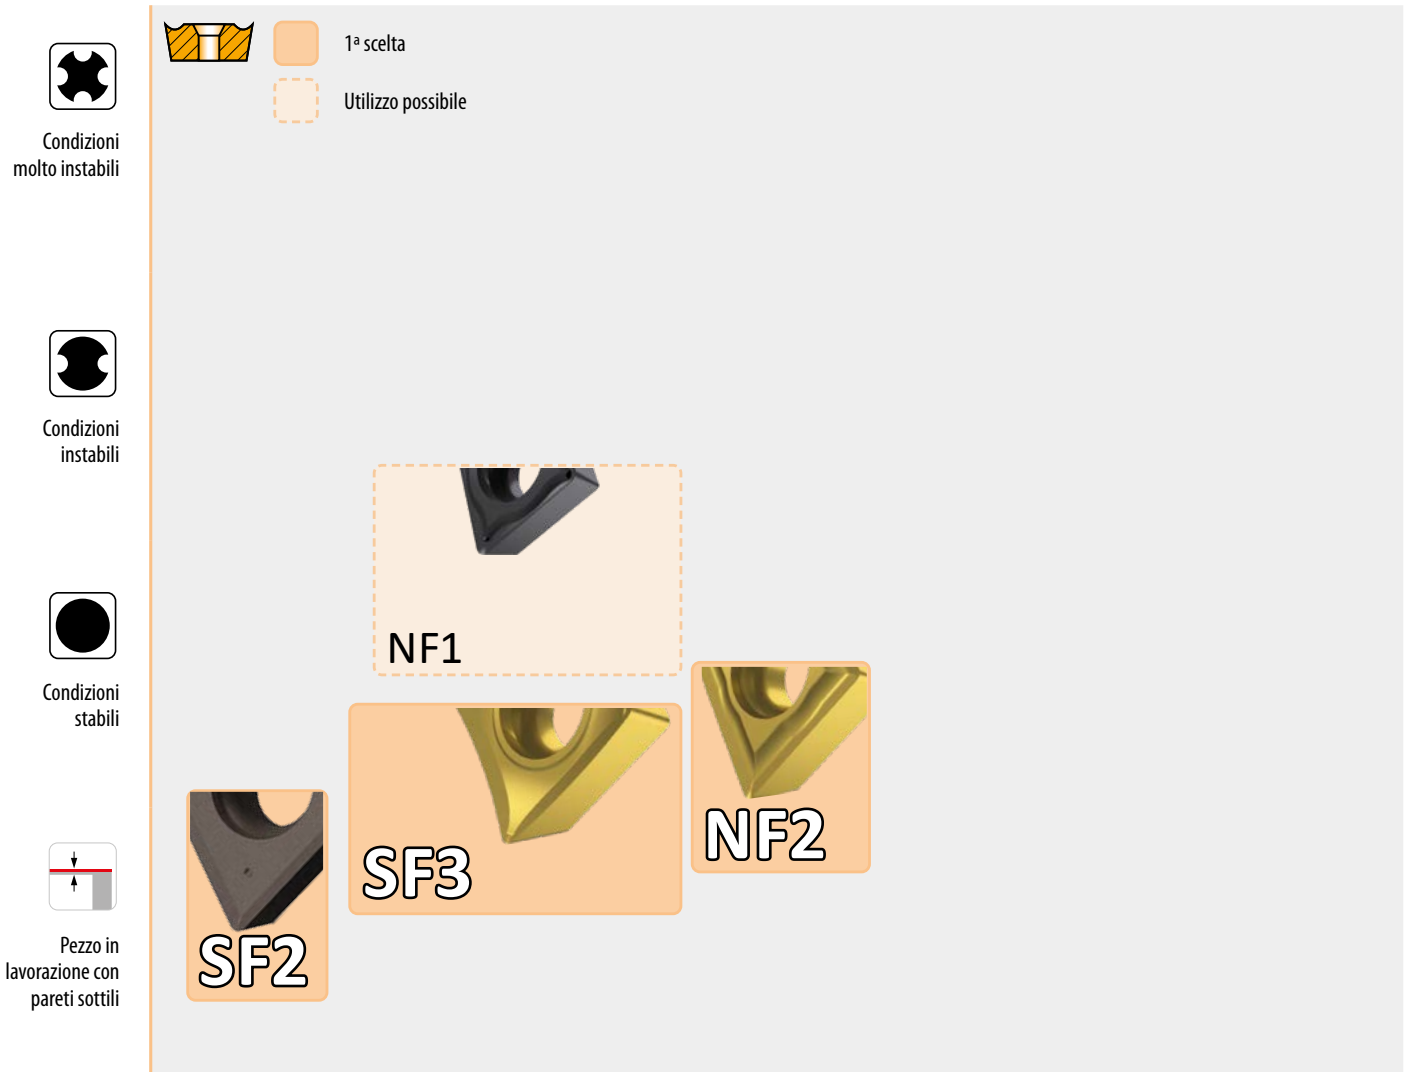 1ª scelta
Utilizzo possibile
Condizioni
molto instabili
Condizioni
instabili
NF1
Condizioni
stabili
NF2
SF3
SF2
Pezzo in
lavorazione con
pareti sottili